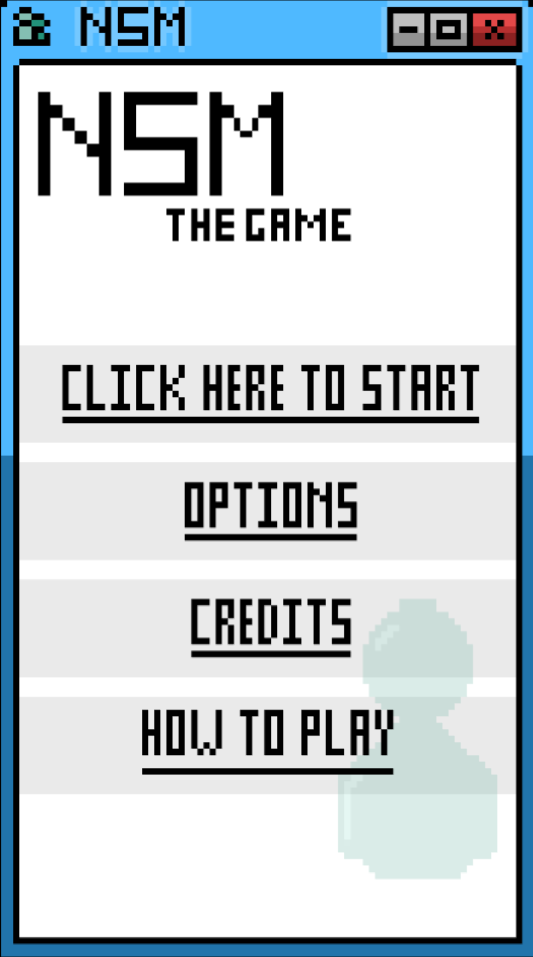 NSM
NSM
THE GAME
CLICK HERE TO START
OPTIONS
CREDITS
HOW TO PLAY